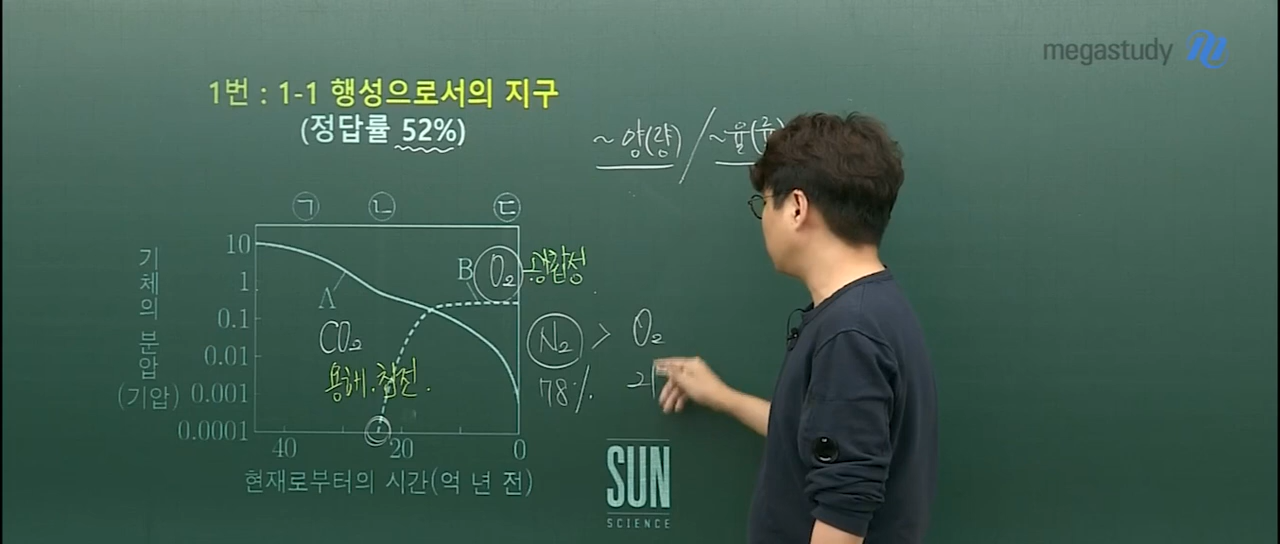 megastudy
1번 : 1-1 행성으로서의 지구
(정답률 52%)
~양(량) / ~율(률
ㄱ ㄴ ㄷ
기체의 분압 (기압)
10
1
0.1
0.01
0.001
0.0001
A
B
O₂ 광합성
CO₂
용해.침전.
N₂ > O₂
78% 21
40 20 0
현재로부터의 시간(억 년 전)
SUN
SCIENCE